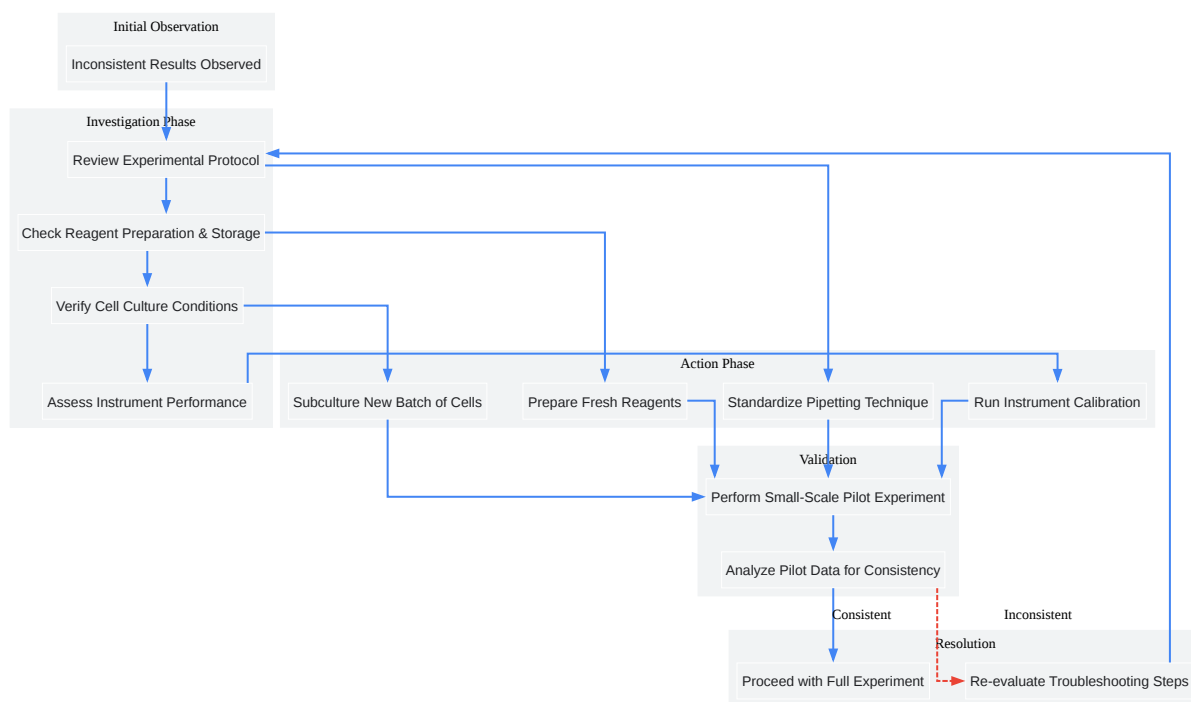 Initial Observation
Inconsistent Results Observed
Investigation Phase
Review Experimental Protocol
Check Reagent Preparation & Storage
Verify Cell Culture Conditions
Assess Instrument Performance
Action Phase
Subculture New Batch of Cells
Prepare Fresh Reagents
Standardize Pipetting Technique
Run Instrument Calibration
Validation
Perform Small-Scale Pilot Experiment
Analyze Pilot Data for Consistency
Consistent
Inconsistent
Resolution
Proceed with Full Experiment
Re-evaluate Troubleshooting Steps